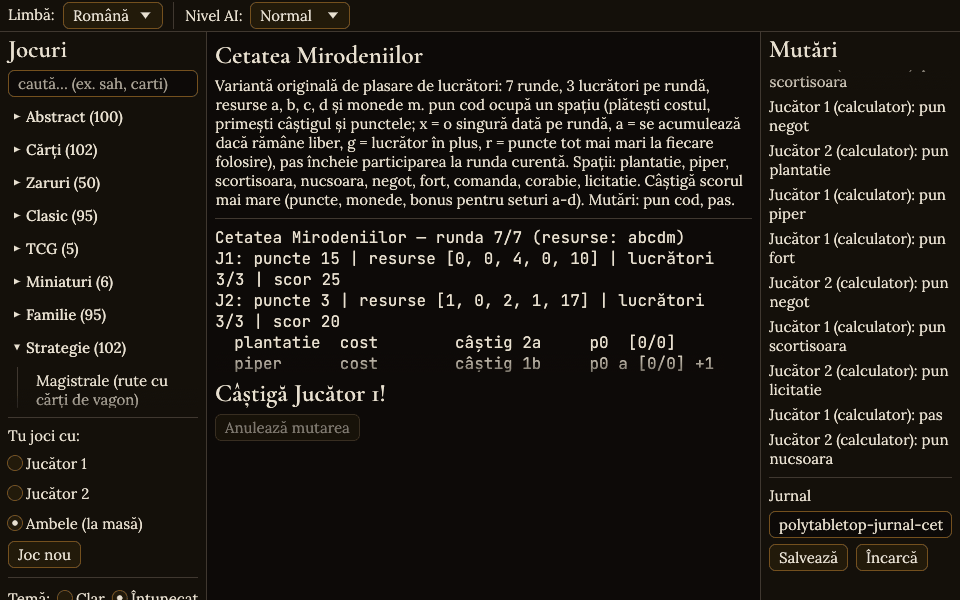 Limbă: Română ▼ Nivel AI: Normal ▼
Jocuri
caută... (ex. sah, carti)
▸ Abstract (100)
▸ Cărți (102)
▸ Zaruri (50)
▸ Clasic (95)
▸ TCG (5)
▸ Miniaturi (6)
▸ Familie (95)
▾ Strategie (102)
Magistrale (rute cu
cărți de vagon)
Tu joci cu:
Jucător 1
Jucător 2
Ambele (la masă)
Joc nou
Temă: Clar Întunecat
Cetatea Mirodeniilor
Variantă originală de plasare de lucrători: 7 runde, 3 lucrători pe rundă,
resurse a, b, c, d și monede m. pun cod ocupă un spațiu (plătești costul,
primești câștigul și punctele; x = o singură dată pe rundă, a = se acumulează
dacă rămâne liber, g = lucrător în plus, r = puncte tot mai mari la fiecare
folosire), pas încheie participarea la runda curentă. Spații: plantatie, piper,
scortisoara, nucsoara, negot, fort, comanda, corabie, licitatie. Câștigă scorul
mai mare (puncte, monede, bonus pentru seturi a-d). Mutări: pun cod, pas.
Cetatea Mirodeniilor — runda 7/7 (resurse: abcdm)
J1: puncte 15 | resurse [0, 0, 4, 0, 10] | lucrători
3/3 | scor 25
J2: puncte 3 | resurse [1, 0, 2, 1, 17] | lucrători
3/3 | scor 20
plantatie cost câștig 2a p0 [0/0]
piper cost câștig 1b p0 a [0/0] +1
Câștigă Jucător 1!
Anulează mutarea
Mutări
scortisoara
Jucător 1 (calculator): pun
negot
Jucător 2 (calculator): pun
plantatie
Jucător 1 (calculator): pun
piper
Jucător 1 (calculator): pun
fort
Jucător 2 (calculator): pun
negot
Jucător 1 (calculator): pun
scortisoara
Jucător 2 (calculator): pun
licitatie
Jucător 1 (calculator): pas
Jucător 2 (calculator): pun
nucsoara
Jurnal
polytabletop-jurnal-cet
Salvează Încarcă